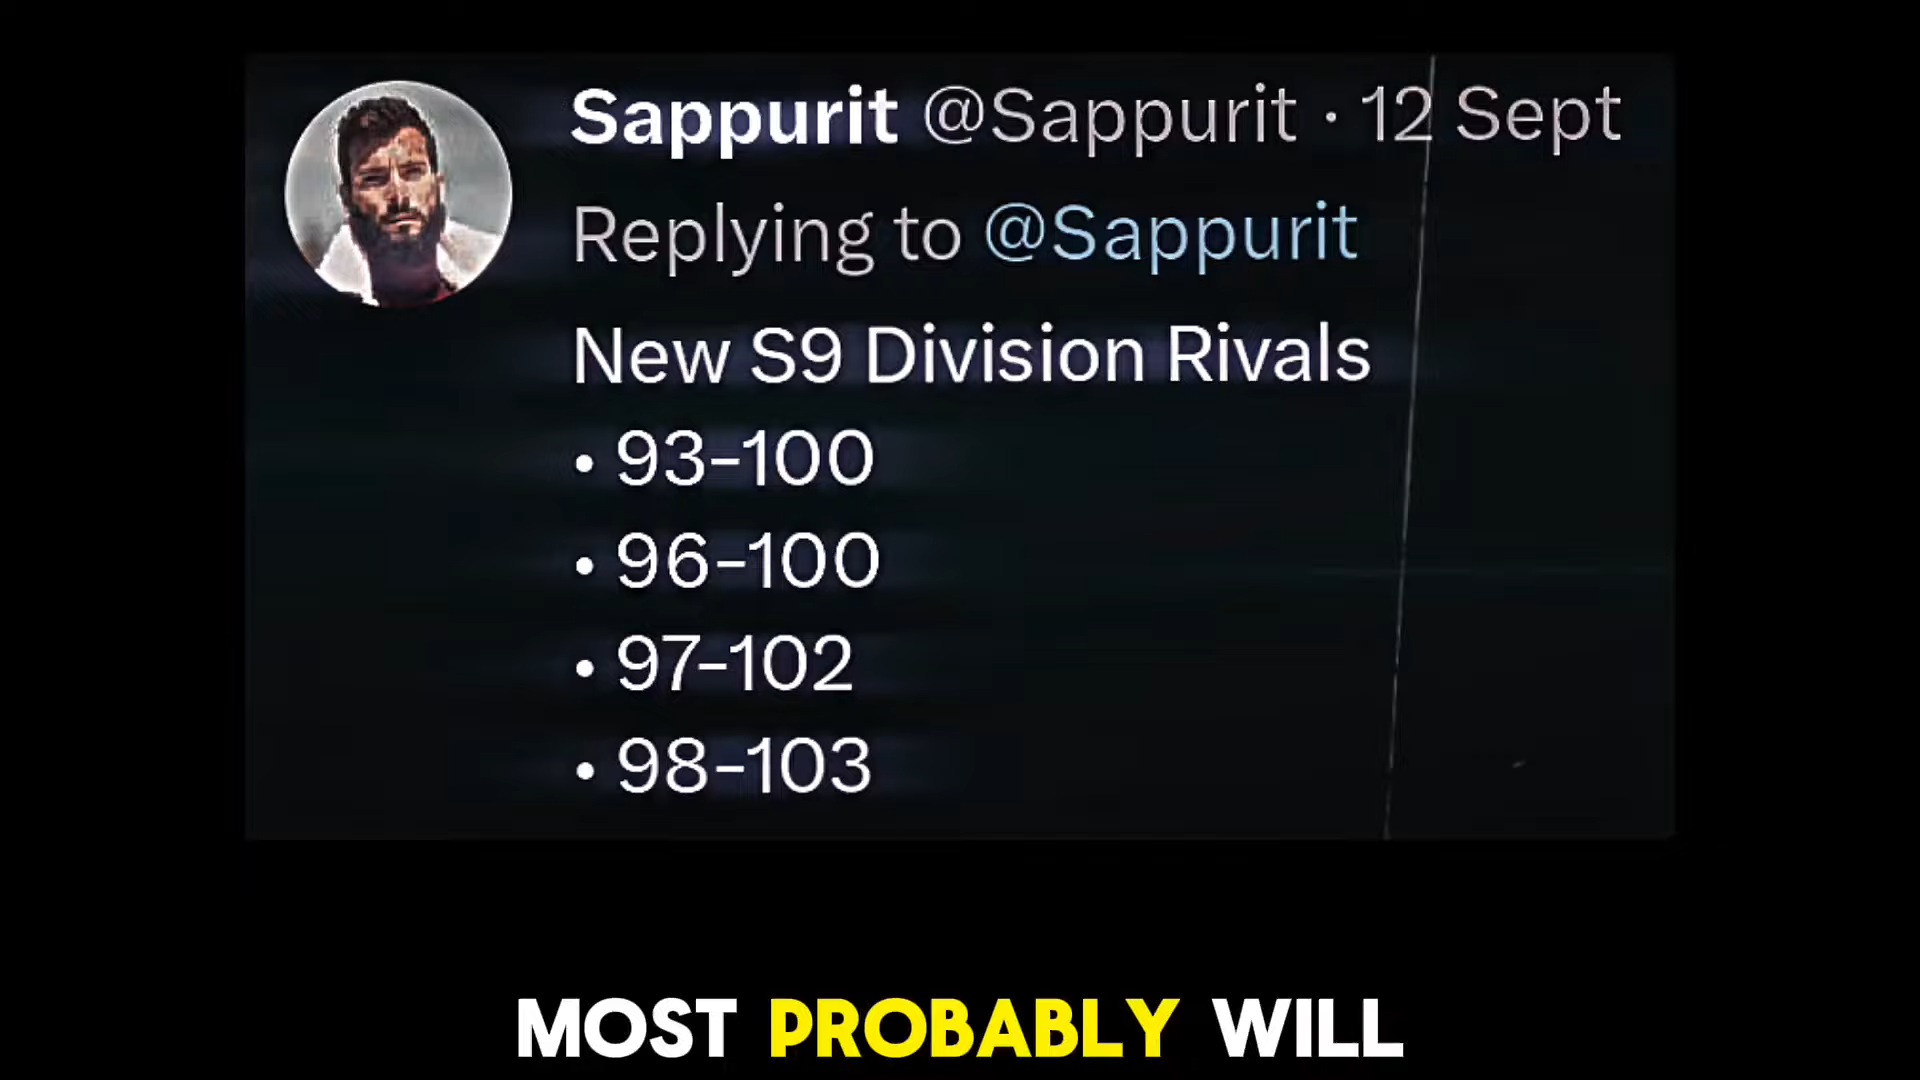 Sappurit @Sappurit · 12 Sept
Replying to @Sappurit
New S9 Division Rivals
• 93-100
• 96-100
• 97-102
• 98-103
MOST PROBABLY WILL